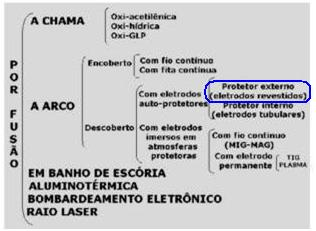 POR FUSÃO
A CHAMA
Oxi-acetilênica
Oxi-hídrica
Oxi-GLP
A ARCO
Encoberto
Com fio contínuo
Com fita contínua
Descoberto
Com eletrodos
auto-protetores
Protetor externo
(eletrodos revestidos)
Protetor interno
(eletrodos tubulares)
Com eletrodos
imersos em
atmosferas
protetoras
Com fio contínuo
(MIG-MAG)
Com eletrodo
permanente
TIG
PLASMA
EM BANHO DE ESCÓRIA
ALUMINOTÉRMICA
BOMBARDEAMENTO ELETRÔNICO
RAIO LASER